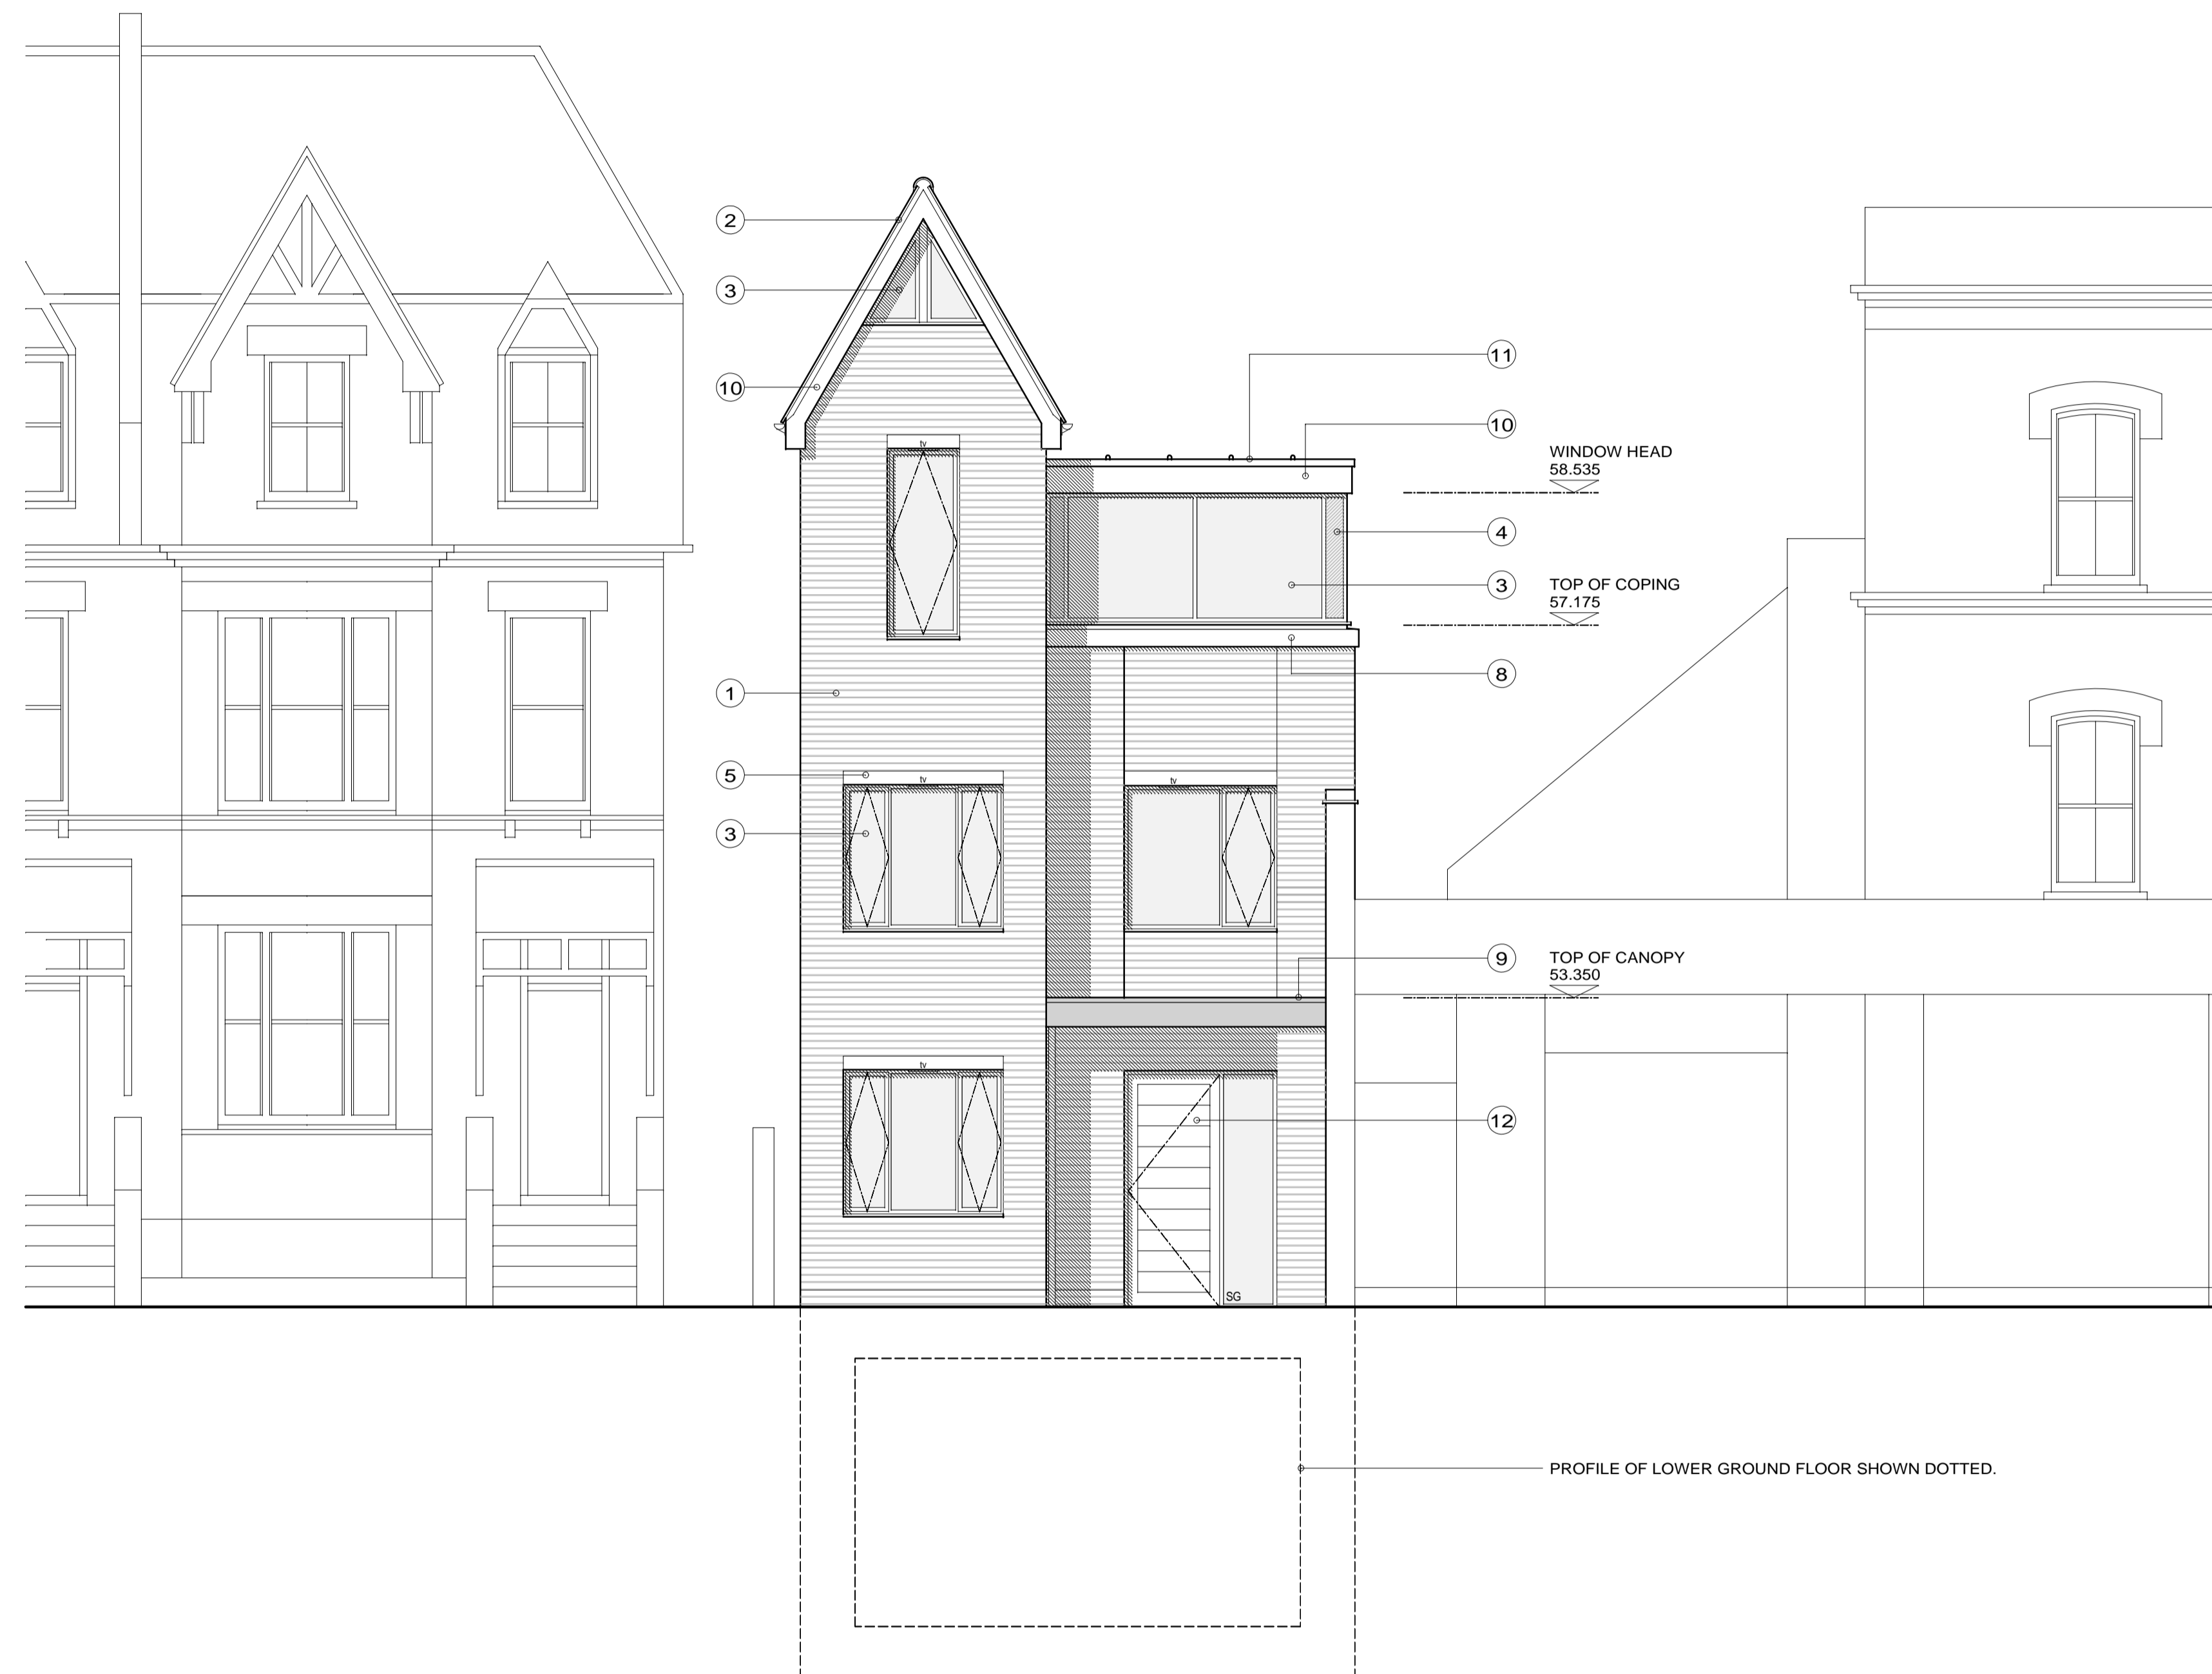 2
3
11
10
10
WINDOW HEAD
58.535
tv
4
3
TOP OF COPING
57.175
8
1
5
tv
tv
3
9
TOP OF CANOPY
53.350
tv
12
SG
PROFILE OF LOWER GROUND FLOOR SHOWN DOTTED.